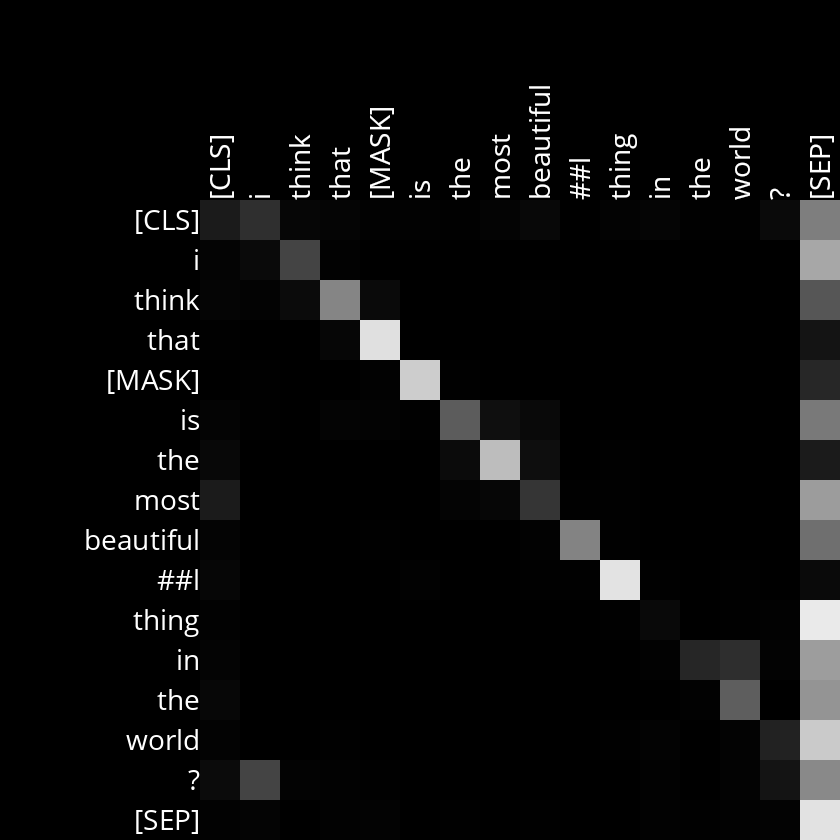 [CLS] i think that [MASK] is the most beautiful ##l thing in the world ? [SEP]
[CLS]
i
think
that
[MASK]
is
the
most
beautiful
##l
thing
in
the
world
?
[SEP]